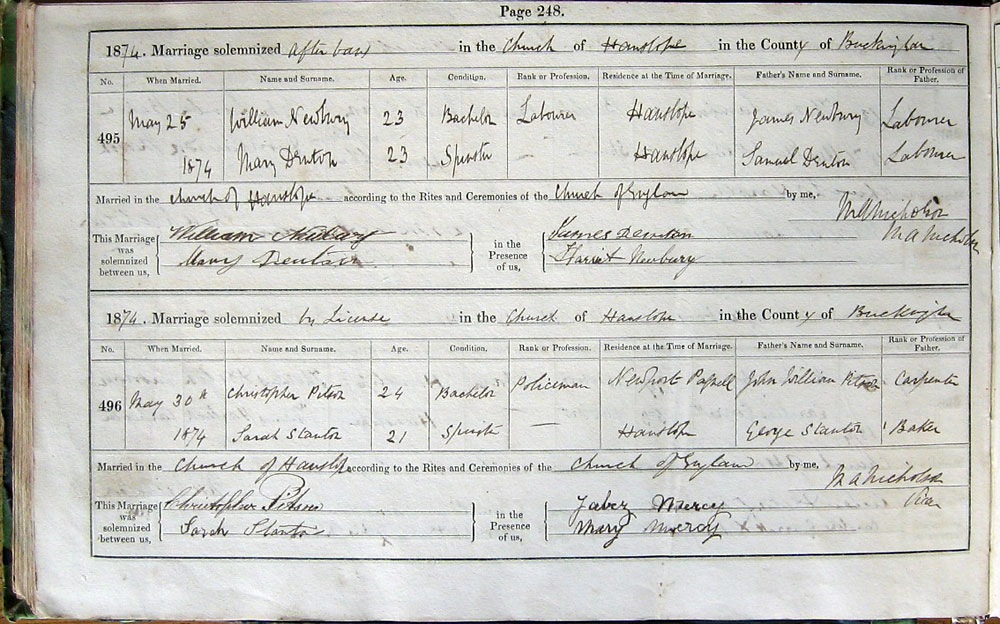 Page 248.
1874. Marriage solemnized After bans in the Church of Hanslope in the County of Buckingham
No. When Married. Name and Surname. Age. Condition. Rank or Profession. Residence at the Time of Marriage. Father's Name and Surname. Rank or Profession of Father.
495 May 25 William Newbury 23 Bachelor Labourer Hanslope James Newbury Labourer
1874 Mary Denton 23 Spinster — Hanslope Samuel Denton Labourer
Married in the Church of Hanslope according to the Rites and Ceremonies of the Church of England by me,
M A Nicholson
M A Nicholson
This Marriage was solemnized between us, William Newbury in the Presence of us, James Denton
Mary Denton Harriet Newbury
1874. Marriage solemnized by License in the Church of Hanslope in the County of Buckingham
No. When Married. Name and Surname. Age. Condition. Rank or Profession. Residence at the Time of Marriage. Father's Name and Surname. Rank or Profession of Father.
496 May 30th Christopher Pitson 24 Bachelor Policeman Newport Pagnell John William Pitson Carpenter
1874 Sarah Stanton 21 Spinster — Hanslope George Stanton Baker
Married in the Church of Hanslope according to the Rites and Ceremonies of the Church of England by me,
M A Nicholson
This Marriage was solemnized between us, Christopher Pitson in the Presence of us, Jabez Mercy
Sarah Stanton Mary Mercy